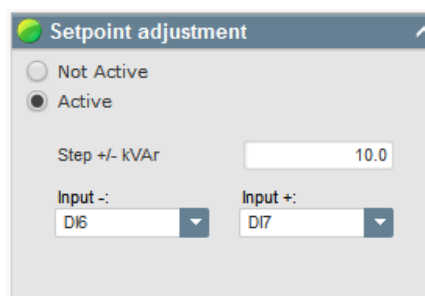 Setpoint adjustment
Not Active
Active
Step +/- kVAr 10.0
Input -: Input +:
DI6 DI7